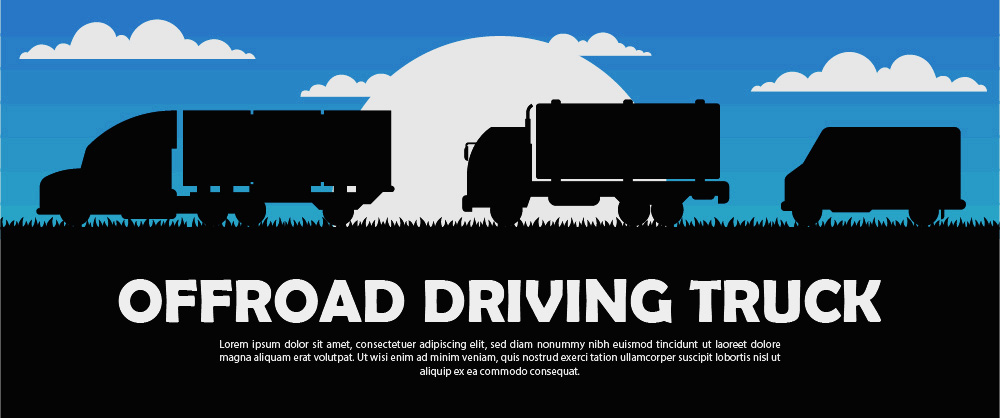 OFFROAD DRIVING TRUCK
Lorem ipsum dolor sit amet, consectetuer adipiscing elit, sed diam nonummy nibh euismod tincidunt ut laoreet dolore
magna aliquam erat volutpat. Ut wisi enim ad minim veniam, quis nostrud exerci tation ullamcorper suscipit lobortis nisl ut
aliquip ex ea commodo consequat.